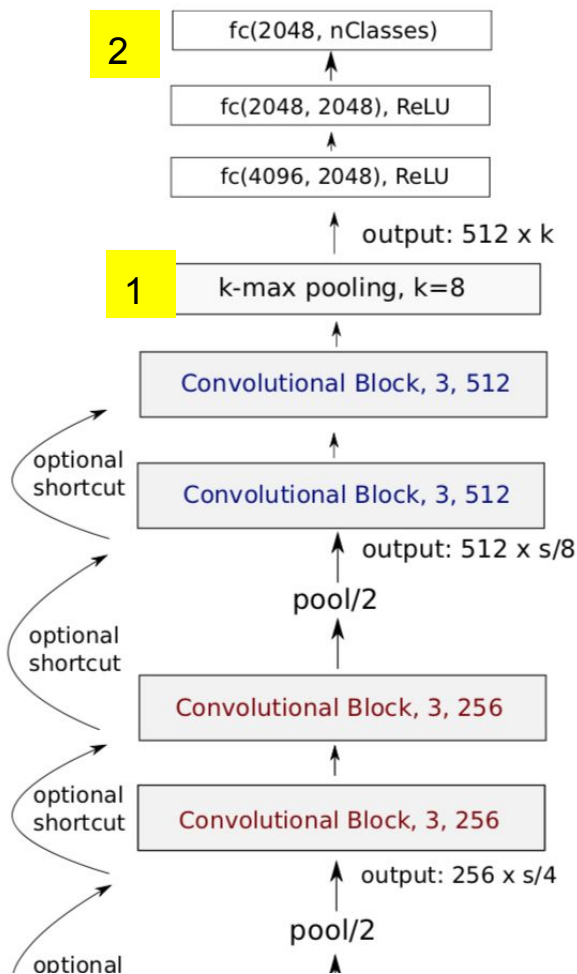 fc(2048, nClasses)
2
fc(2048, 2048), ReLU
fc(4096, 2048), ReLU
output: 512 x k
1
k-max pooling, k=8
Convolutional Block, 3, 512
optional
shortcut
Convolutional Block, 3, 512
output: 512 x s/8
pool/2
optional
shortcut
Convolutional Block, 3, 256
optional
shortcut
Convolutional Block, 3, 256
output: 256 x s/4
pool/2
optional